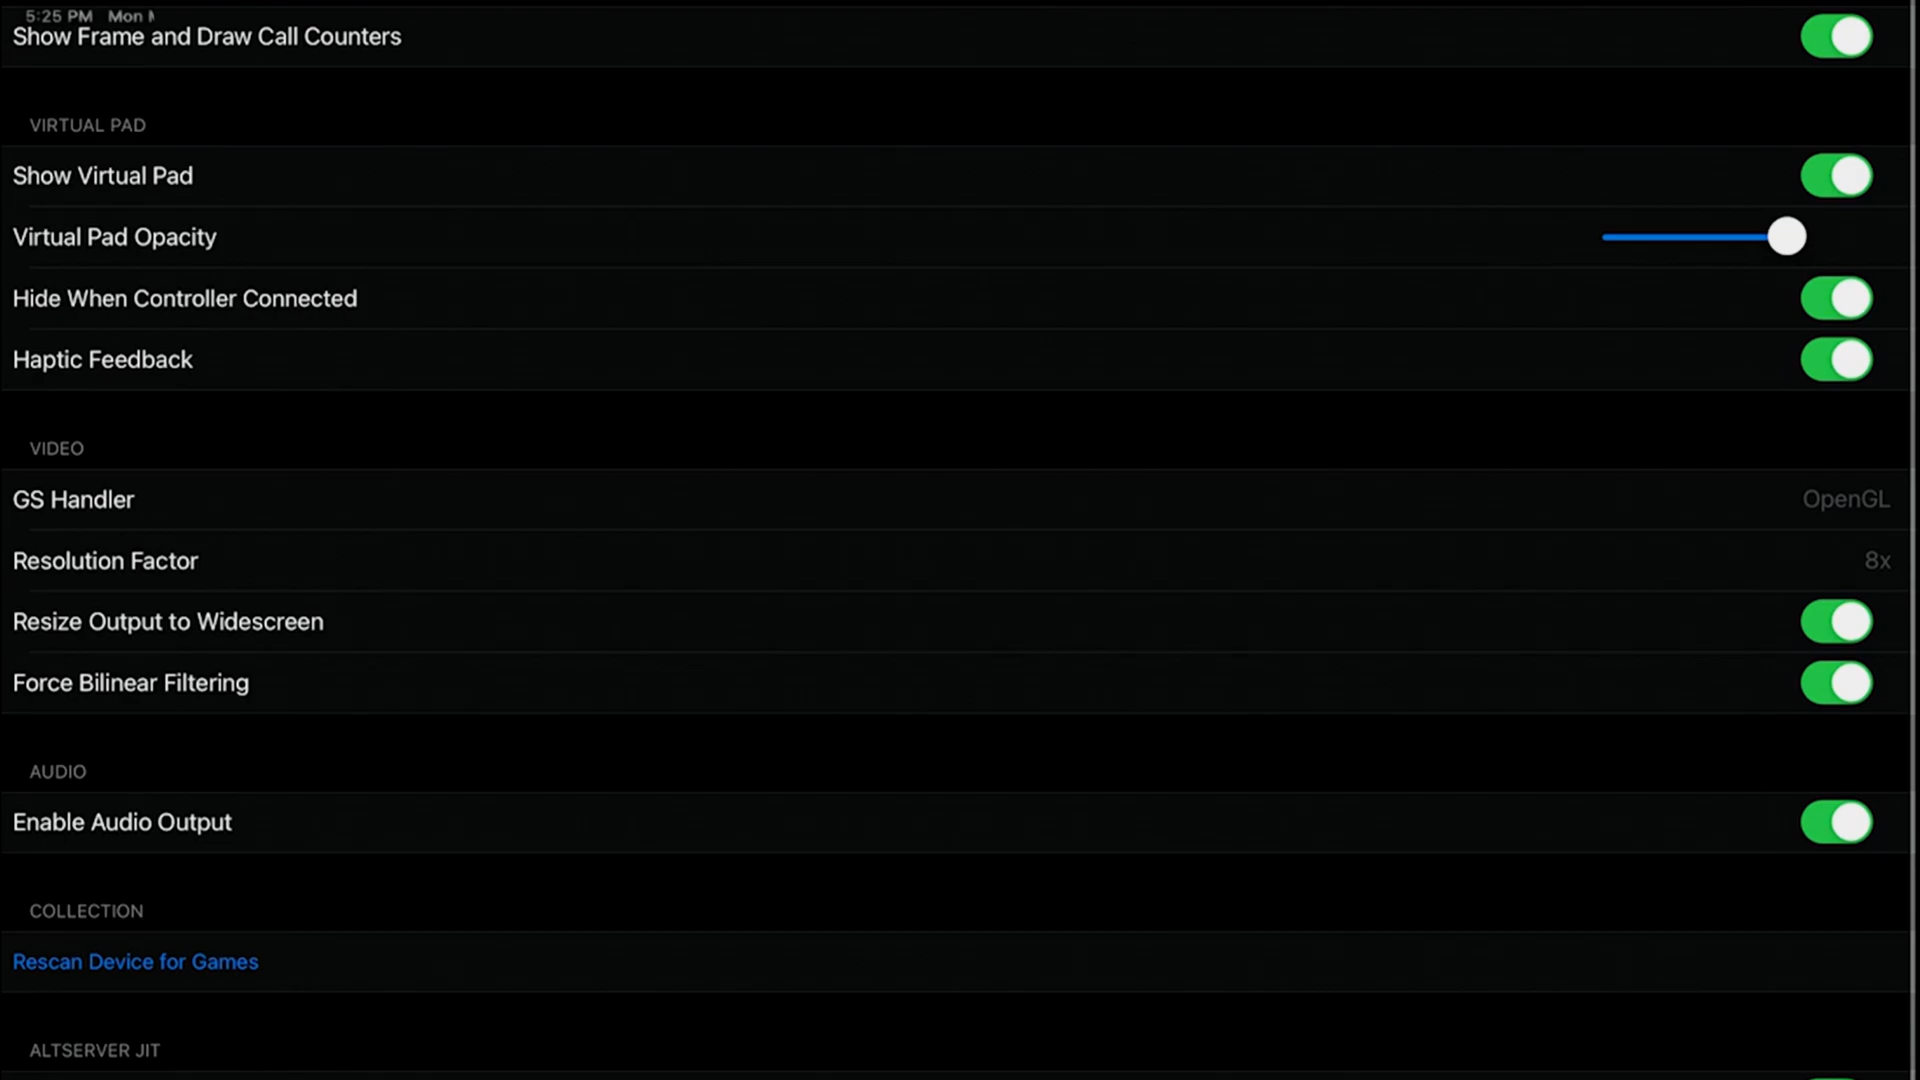 5:25 PM Mon
Show Frame and Draw Call Counters
VIRTUAL PAD
Show Virtual Pad
Virtual Pad Opacity
Hide When Controller Connected
Haptic Feedback
VIDEO
GS Handler OpenGL
Resolution Factor 8x
Resize Output to Widescreen
Force Bilinear Filtering
AUDIO
Enable Audio Output
COLLECTION
Rescan Device for Games
ALTSERVER JIT